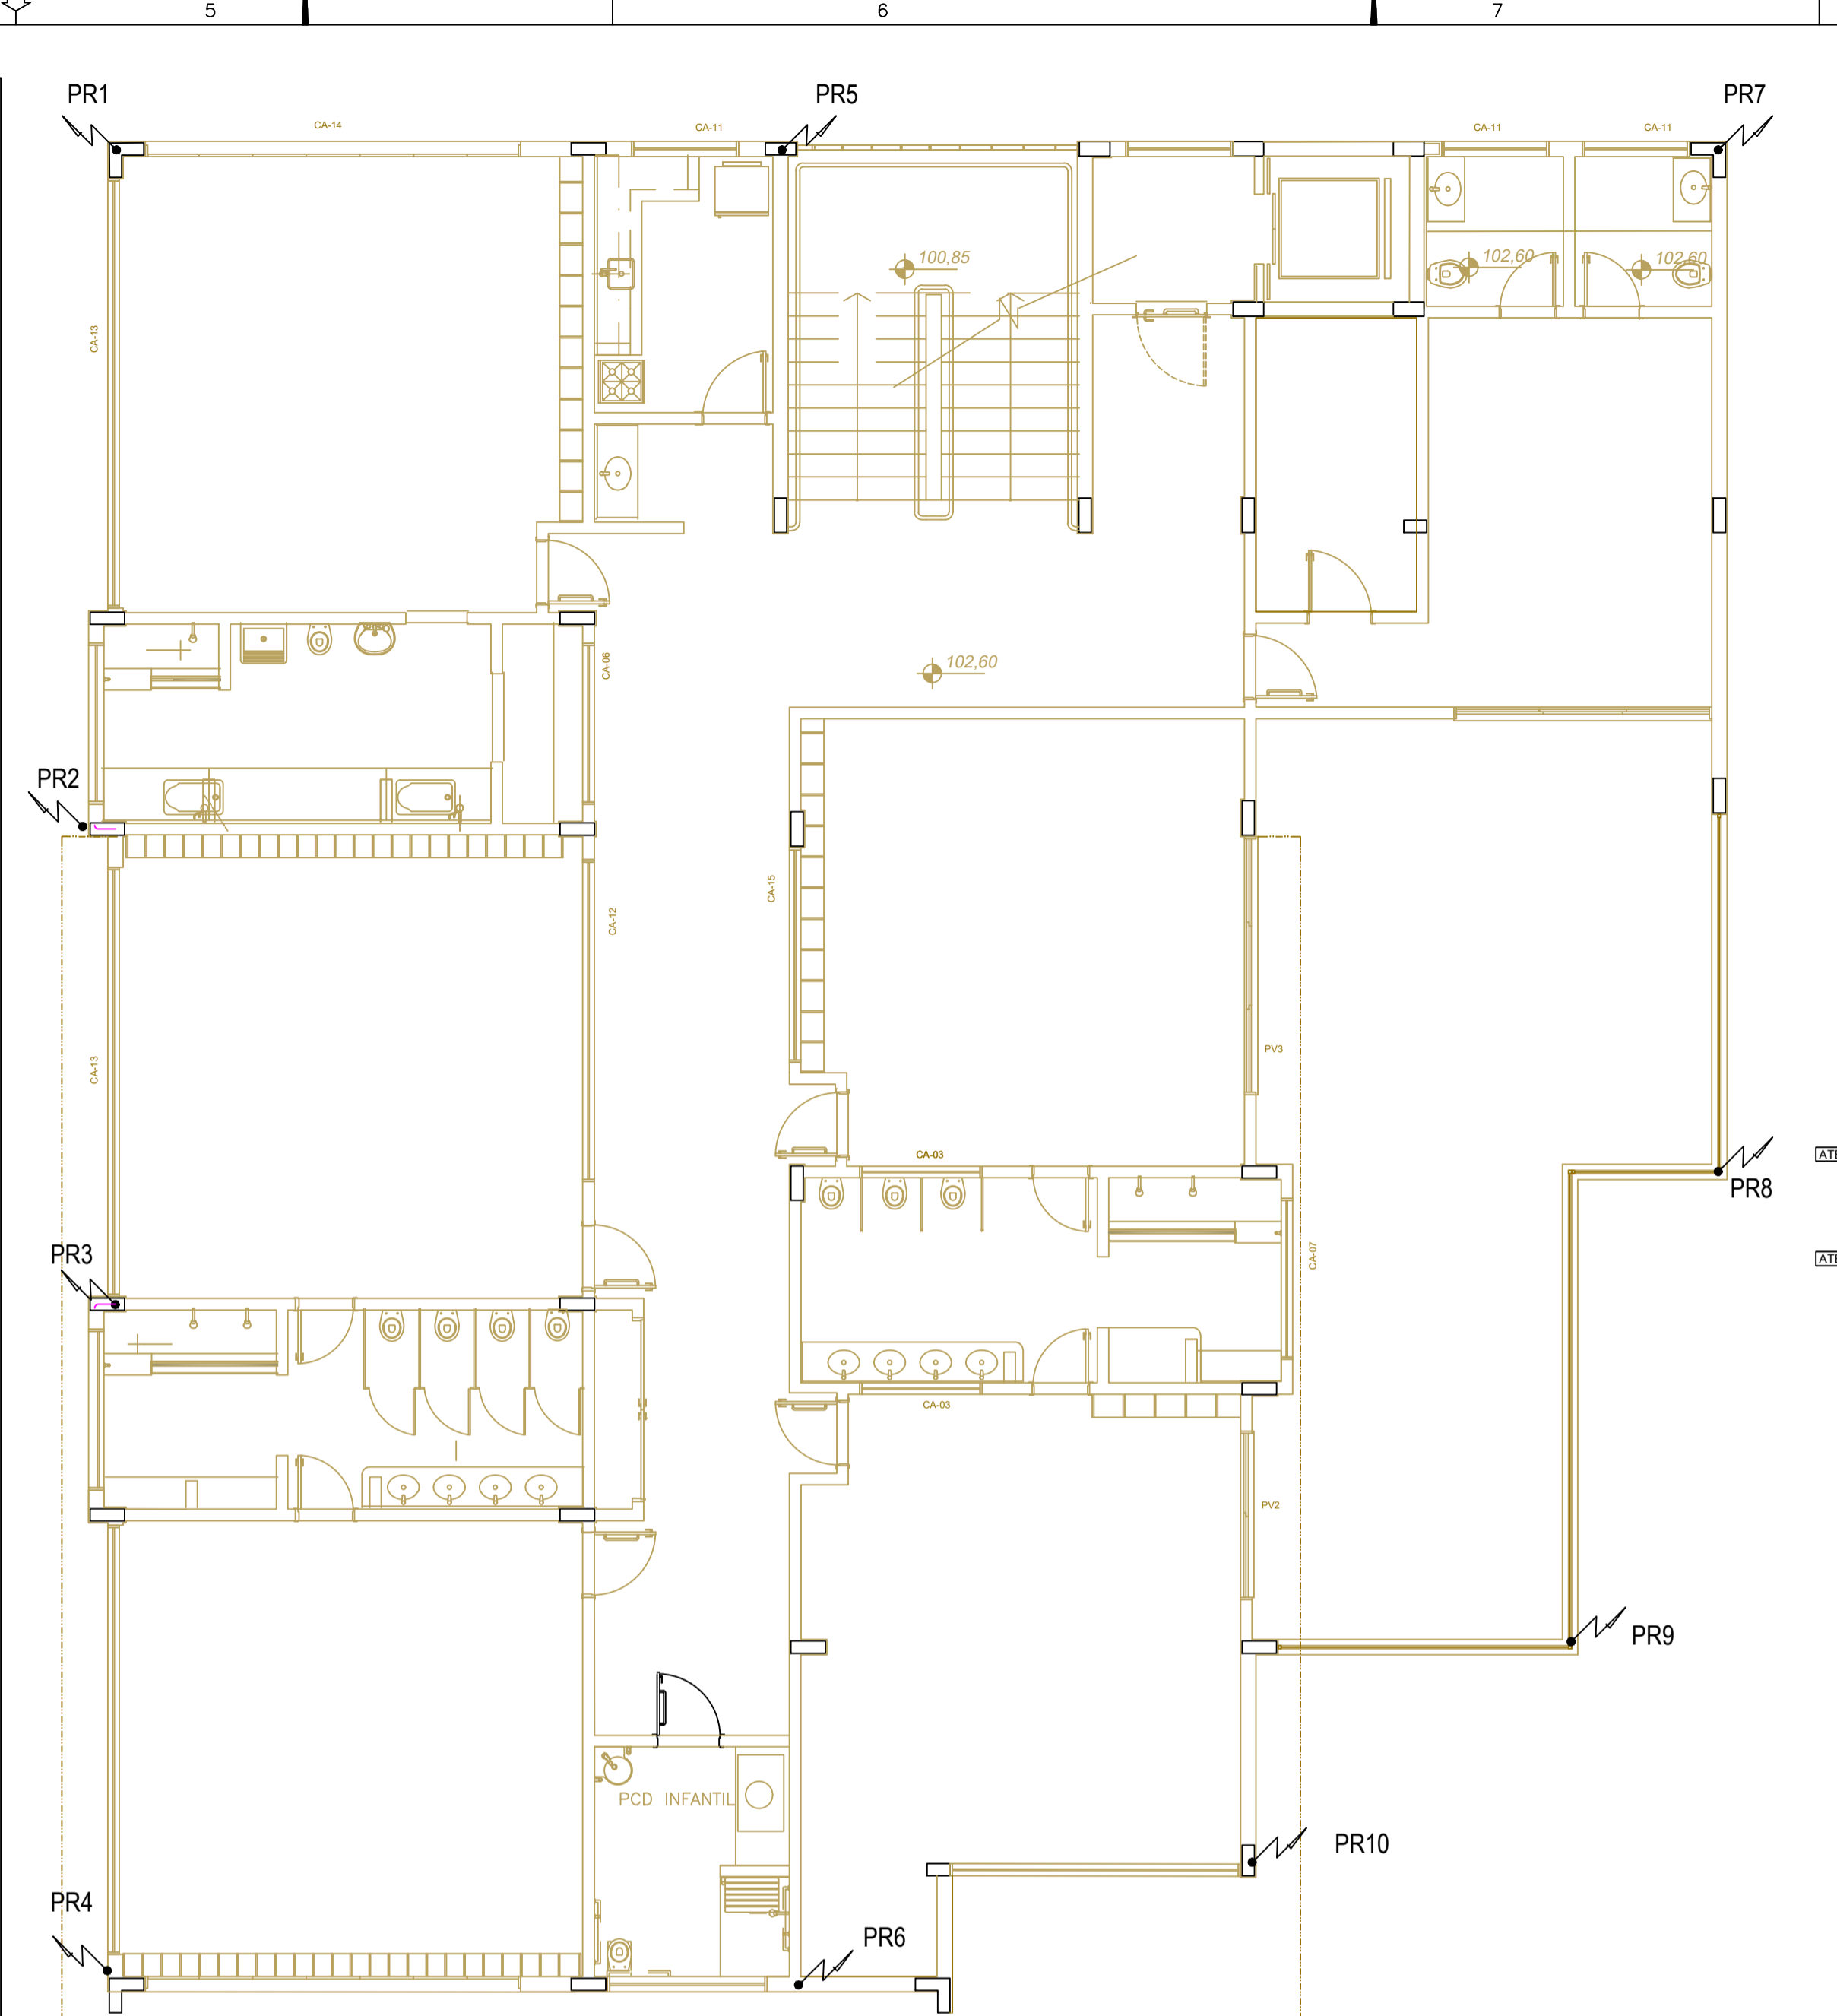 5
6
7
PR1
PR5
PR7
CA-14
CA-11
CA-11
CA-11
100,85
102,60
102,60
CA-13
102,60
CA-06
PR2
CA-15
CA-12
PV3
CA-13
CA-03
PR8
PR3
CA-07
CA-03
PV2
PR9
PCD INFANTIL
PR10
PR4
PR6